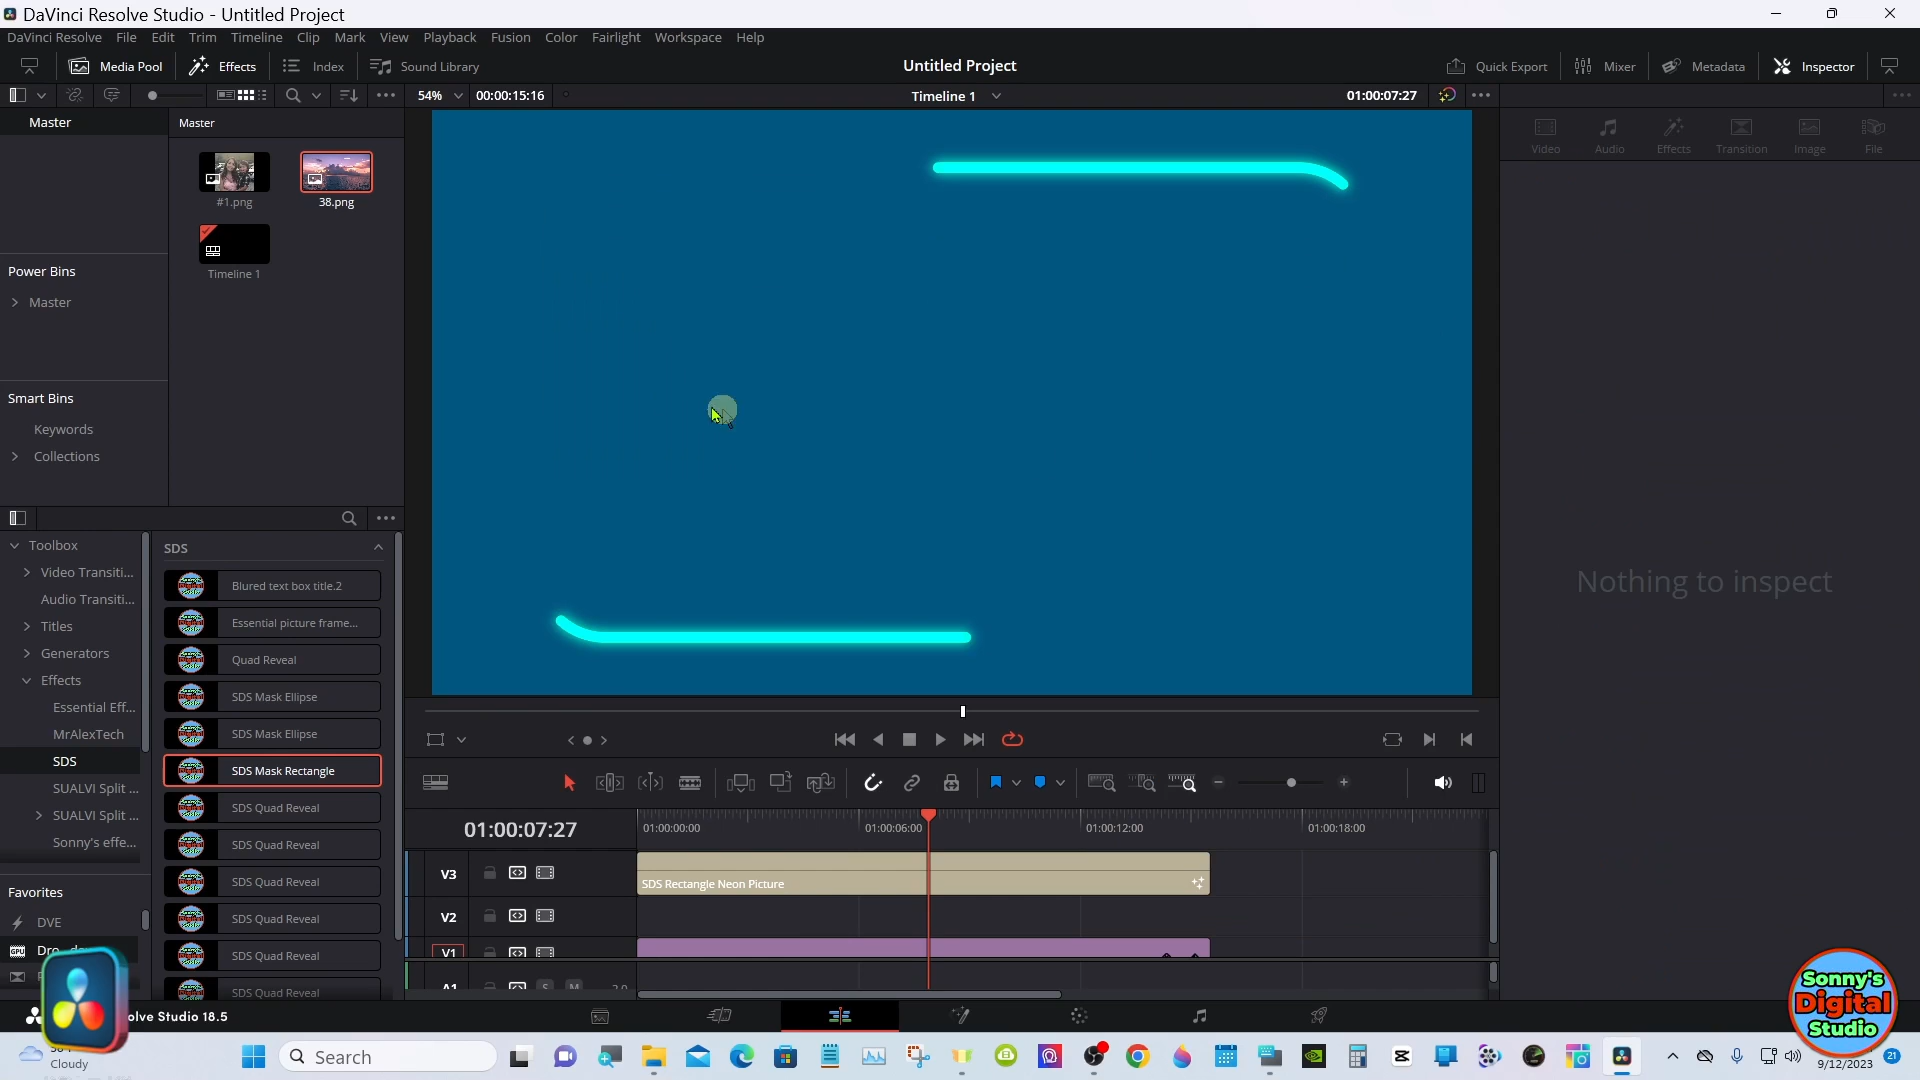 DaVinci Resolve Studio - Untitled Project
DaVinci Resolve File Edit Trim Timeline Clip Mark View Playback Fusion Color Fairlight Workspace Help
Media Pool Effects Index Sound Library Untitled Project Quick Export Mixer Metadata Inspector
54% 00:00:15:16 Timeline 1 01:00:07:27
Master Master
Video Audio Effects Transition Image File
#1.png 38.png
Timeline 1
Power Bins
Master
Smart Bins
Keywords
Collections
Nothing to inspect
Toolbox SDS
Video Transiti... Blured text box title.2
Audio Transiti...
Titles Essential picture frame...
Generators Quad Reveal
Effects SDS Mask Ellipse
Essential Eff...
MrAlexTech SDS Mask Ellipse
SDS SDS Mask Rectangle
SUALVI Split ... SDS Quad Reveal
SUALVI Split ...
Sonny's effe... SDS Quad Reveal
SDS Quad Reveal
Favorites
DVE SDS Quad Reveal
SDS Quad Reveal
SDS Quad Reveal
01:00:07:27 01:00:00:00 01:00:06:00 01:00:12:00 01:00:18:00
V3 SDS Rectangle Neon Picture
V2
V1
A1 S M 2.0
olve Studio 18.5
Sonny's
Digital
Studio
Search
Cloudy
9/12/2023 21